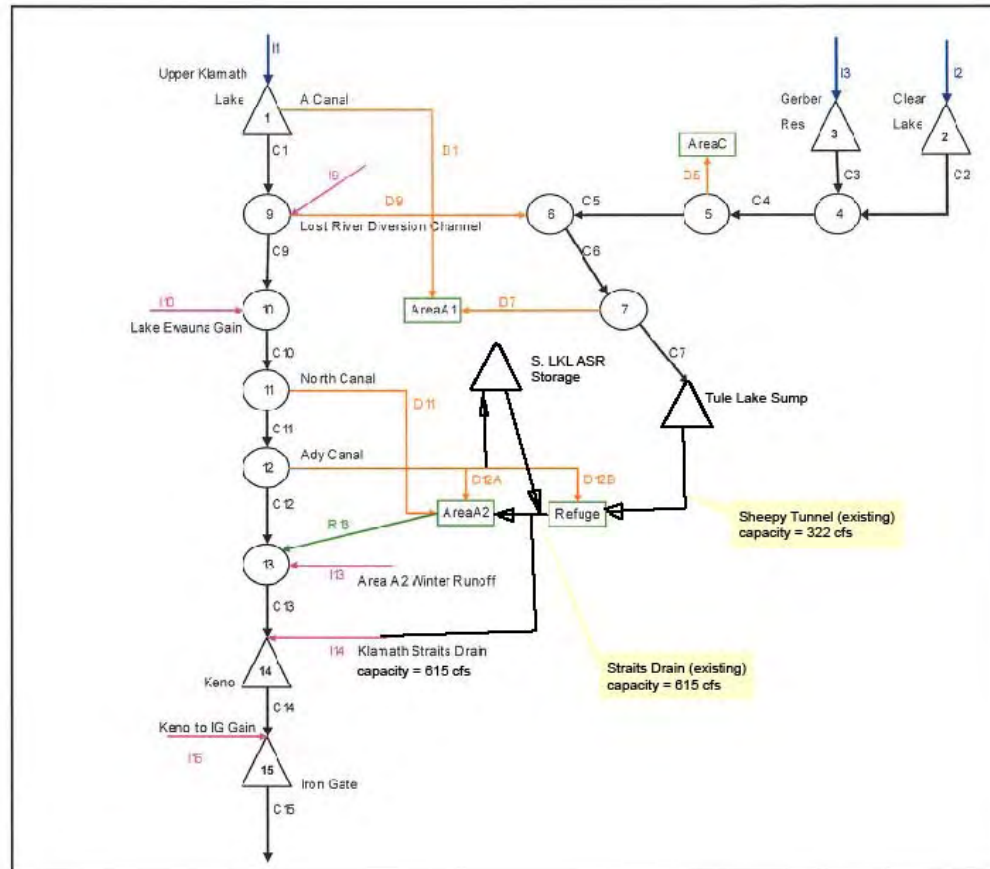 I1
Upper Klamath
Lake
A Canal
1
C1
D1
I9
9
D9
Lost River Diversion Channel
C9
I10
Lake Ewauna Gain
10
C10
11
North Canal
D11
C11
12
Ady Canal
D12A
D12B
C12
R13
13
I13
Area A2 Winter Runoff
C13
I14
Klamath Straits Drain
capacity = 615 cfs
14
Keno
C14
Keno to IG Gain
I15
15
Iron Gate
C15
I3
I2
Gerber
Res
3
Clear
Lake
2
C3
C2
AreaC
D5
6
C5
5
C4
4
C6
AreaA1
D7
7
C7
S. LKL ASR
Storage
Tule Lake Sump
AreaA2
Refuge
Sheepy Tunnel (existing)
capacity = 322 cfs
Straits Drain (existing)
capacity = 615 cfs